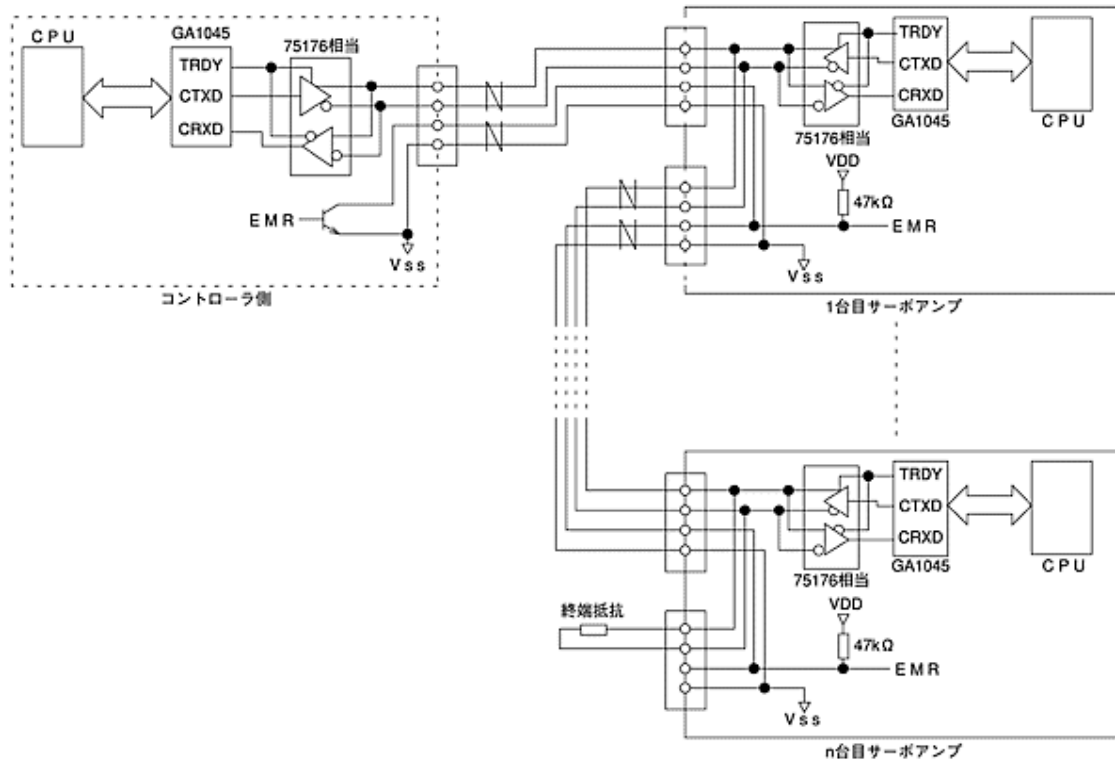 CPU
GA1045
75176相当
TRDY
CTXD
CRXD
EMR
Vss
コントローラ側
75176相当
TRDY
CTXD
CRXD
GA1045
CPU
VDD
47kΩ
EMR
Vss
1台目サーボアンプ
TRDY
CTXD
CRXD
75176相当
GA1045
CPU
終端抵抗
VDD
47kΩ
EMR
Vss
n台目サーボアンプ